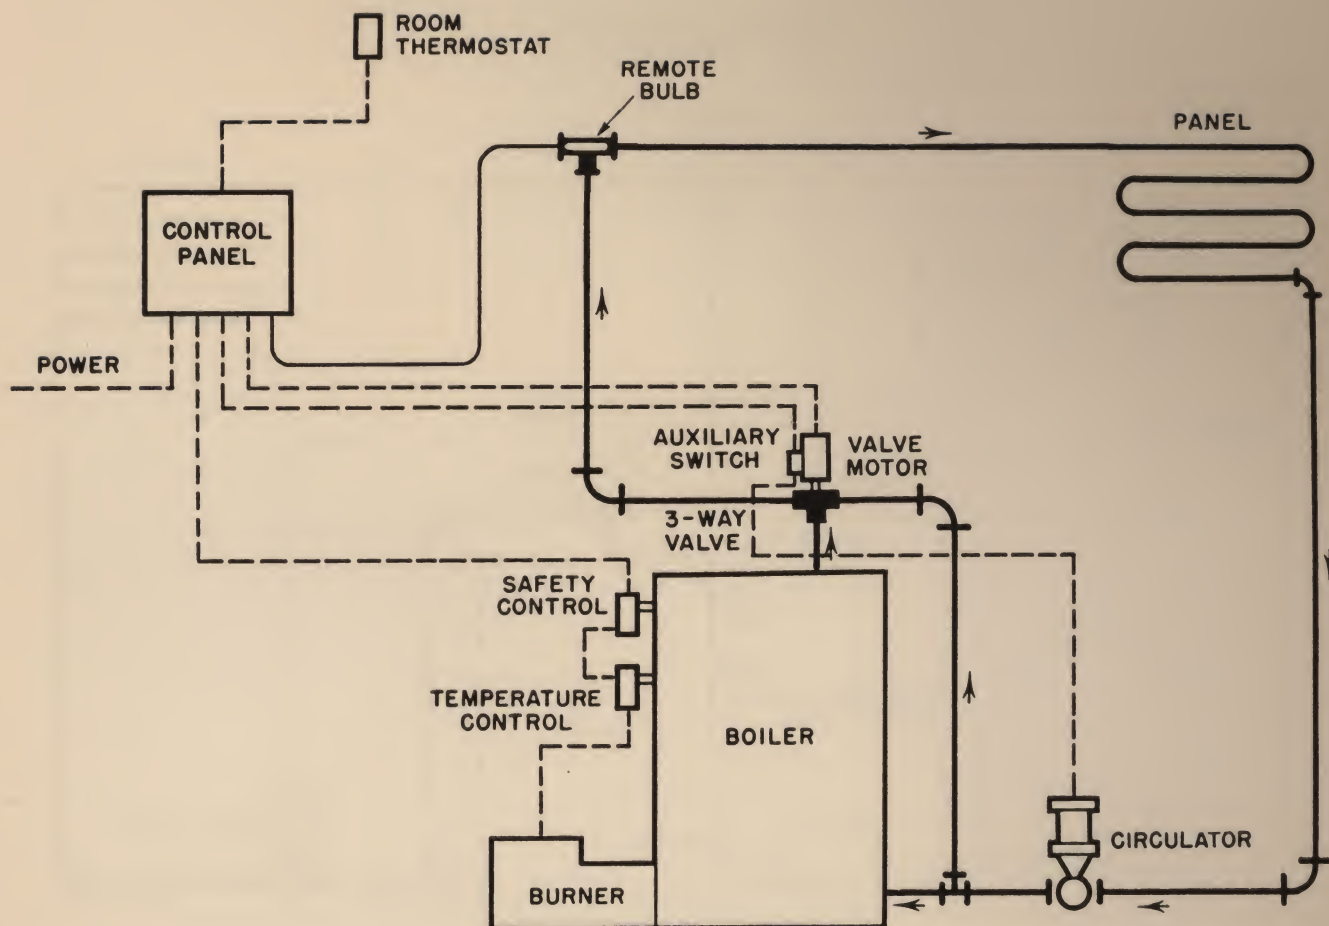 ROOM
THERMOSTAT
REMOTE
BULB
PANEL
CONTROL
PANEL
POWER
AUXILIARY
SWITCH
VALVE
MOTOR
3-WAY
VALVE
SAFETY
CONTROL
TEMPERATURE
CONTROL
BOILER
CIRCULATOR
BURNER